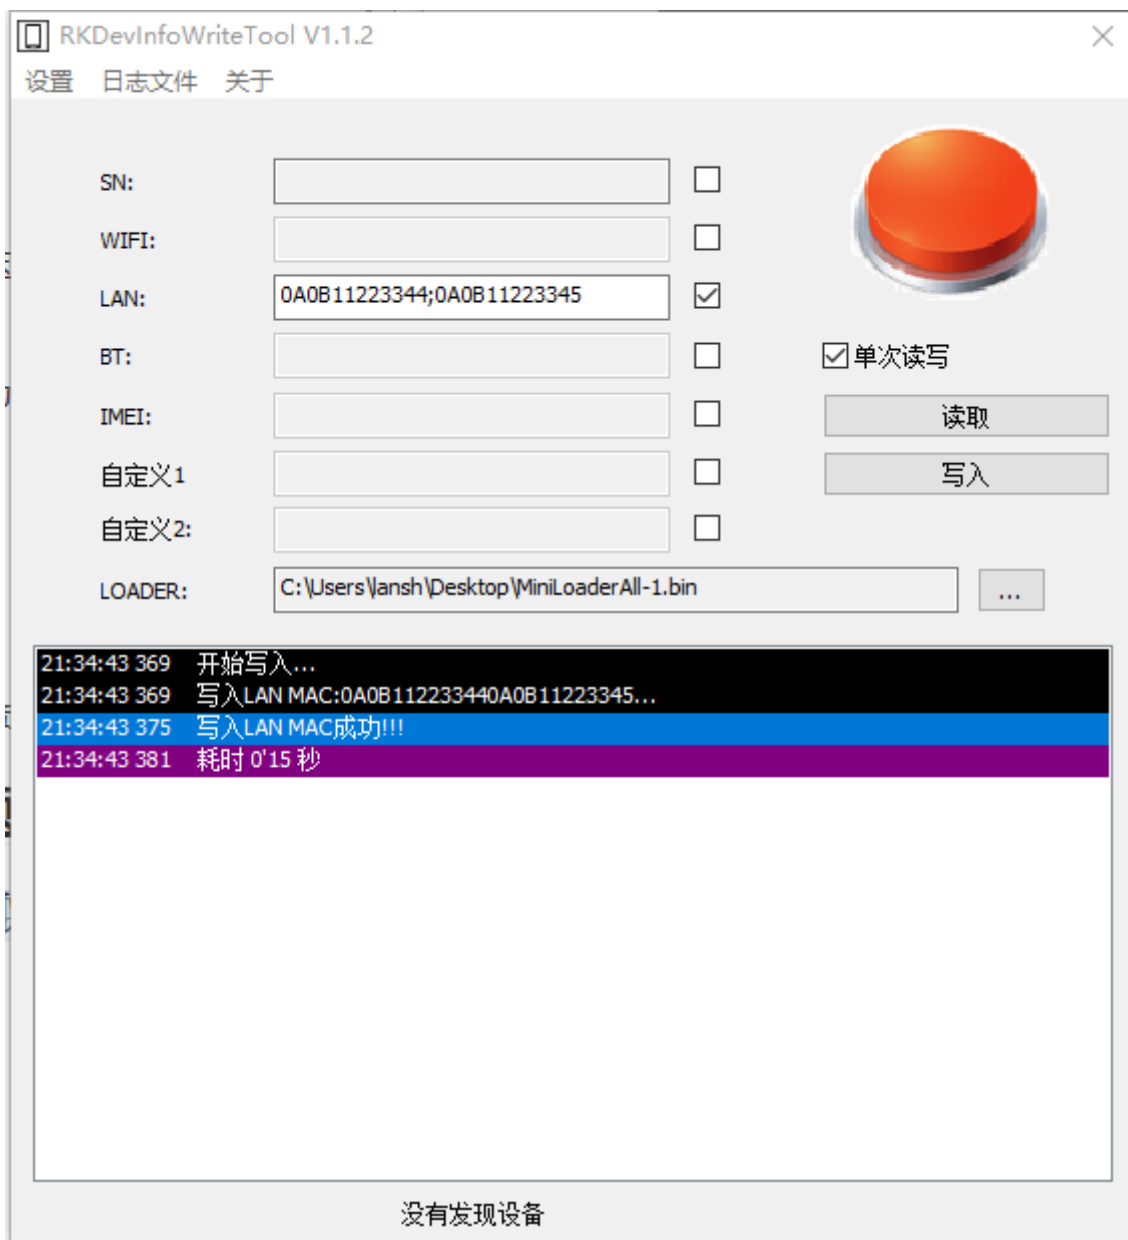 RKDevInfoWriteTool V1.1.2
设置 日志文件 关于
SN:
WIFI:
LAN: 0A0B11223344;0A0B11223345
BT:
单次读写
IMEI:
读取
自定义1
写入
自定义2:
LOADER: C:\Users\lansh\Desktop\MiniLoaderAll-1.bin ...
21:34:43 369 开始写入...
21:34:43 369 写入LAN MAC:0A0B112233440A0B11223345...
21:34:43 375 写入LAN MAC成功!!!
21:34:43 381 耗时 0'15 秒
没有发现设备